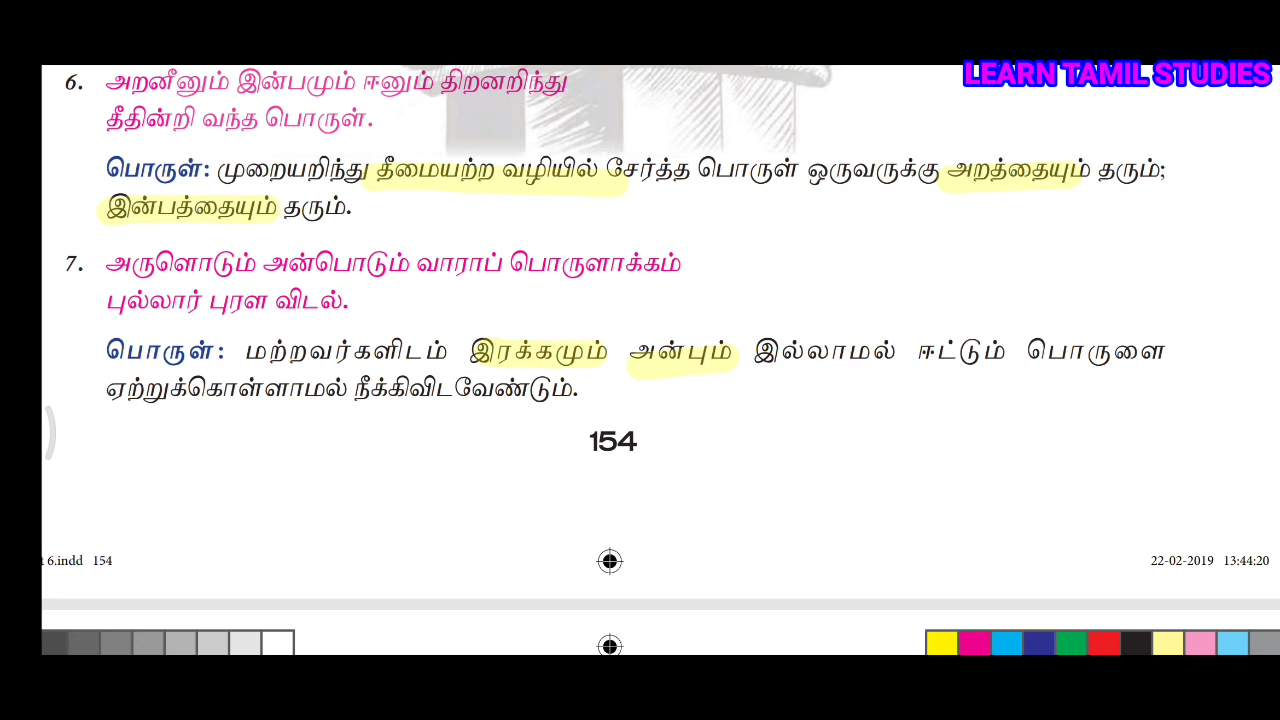 LEARN TAMIL STUDIES
6. அறனீனும் இன்பமும் ஈனும் திறனறிந்து
தீதின்றி வந்த பொருள்.
பொருள்: முறையறிந்து தீமையற்ற வழியில் சேர்த்த பொருள் ஒருவருக்கு அறத்தையும் தரும்;
இன்பத்தையும் தரும்.
7. அருளொடும் அன்பொடும் வாராப் பொருளாக்கம்
புல்லார் புரள விடல்.
பொருள்: மற்றவர்களிடம் இரக்கமும் அன்பும் இல்லாமல் ஈட்டும் பொருளை
ஏற்றுக்கொள்ளாமல் நீக்கிவிடவேண்டும்.
154
t 6.indd 154 22-02-2019 13:44:20